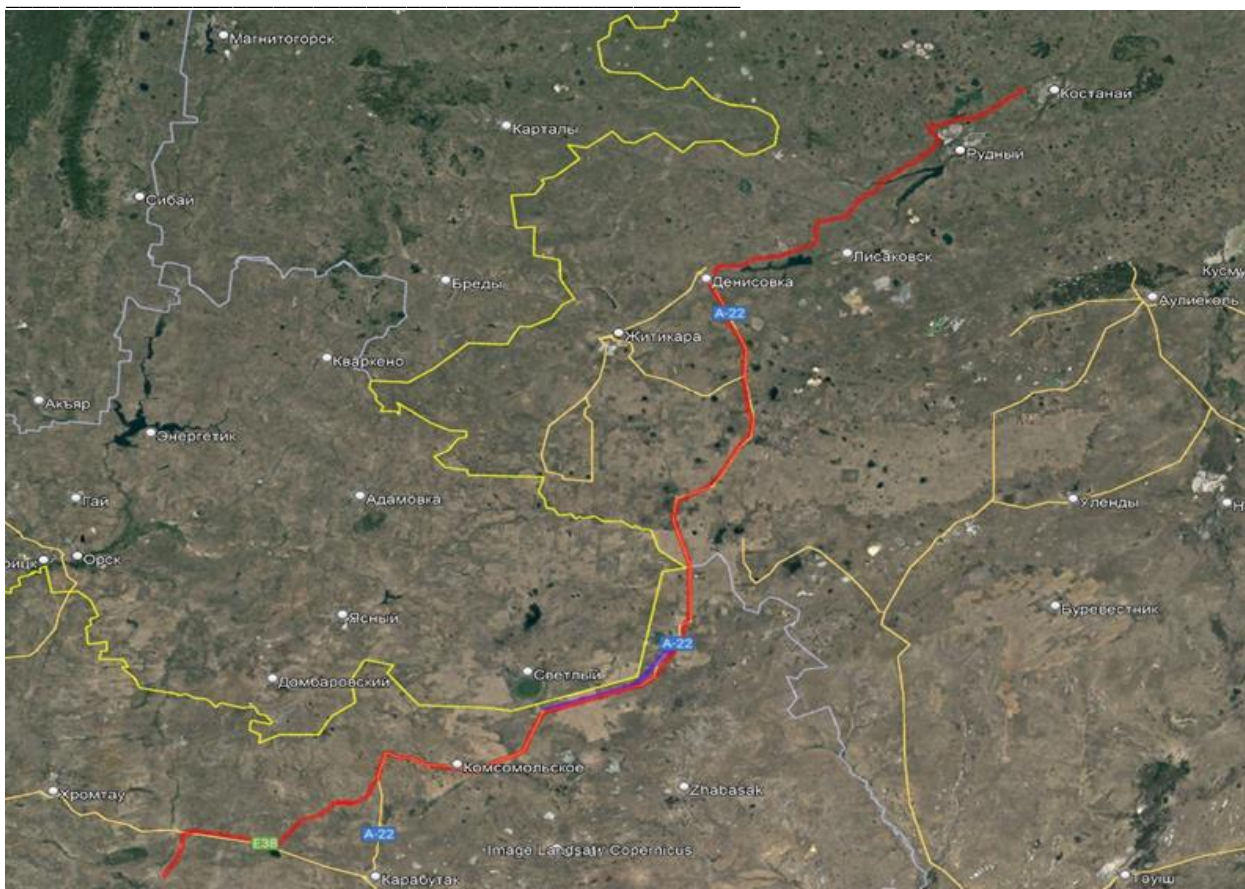 Магнитогорск
Костанай
Карталы
Рудный
Сибай
Лисаковск
Кусму
Бреды
Денисовка
Аулиеколь
А-22
Житикара
Кваркено
Акъяр
Энергетик
Адамовка
Гай
Уленды
Н
Орск
Буревестник
Ясный
А-22
Светлый
Домбаровский
Комсомольское
Zhabasak
Хромтау
А-22
E38
Image Landsat / Copernicus
Карабутак